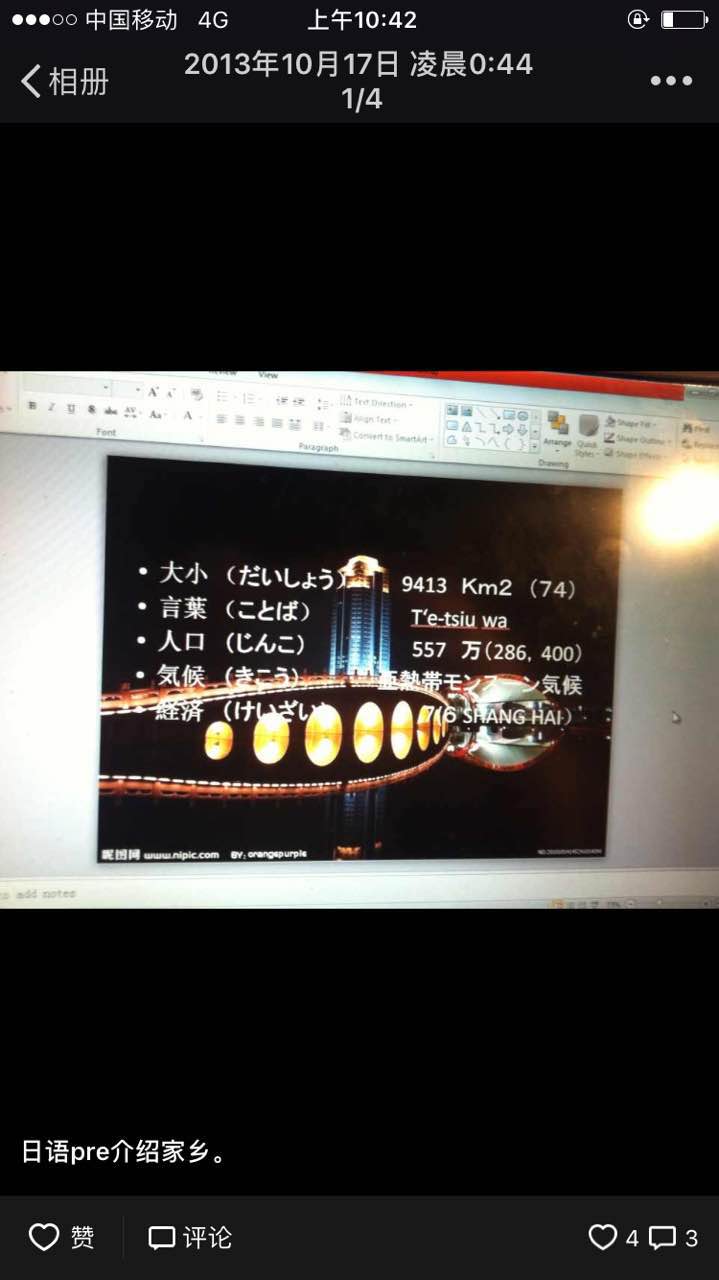 中国移动 4G 上午10:42
相册 2013年10月17日 凌晨0:44
1/4
View
Text Direction
B I U S abc AV Aa A Align Text
Convert to SmartArt
Arrange Quick Styles Shape Fill
Shape Outline
Shape Effects
Find
Font Paragraph Drawing
• 大小 （だいしょう） 9413 Km2 （74）
• 言葉 （ことば） T‘e-tsiu wa
• 人口 （じんこ） 557 万(286, 400)
• 気候 （きこう） 亜熱帯モンスーン気候
• 経済 （けいざい） 7(6 SHANG HAI）
昵图网 www.nipic.com BY: orangepurple
add notes
日语pre介绍家乡。
赞 评论 4 3